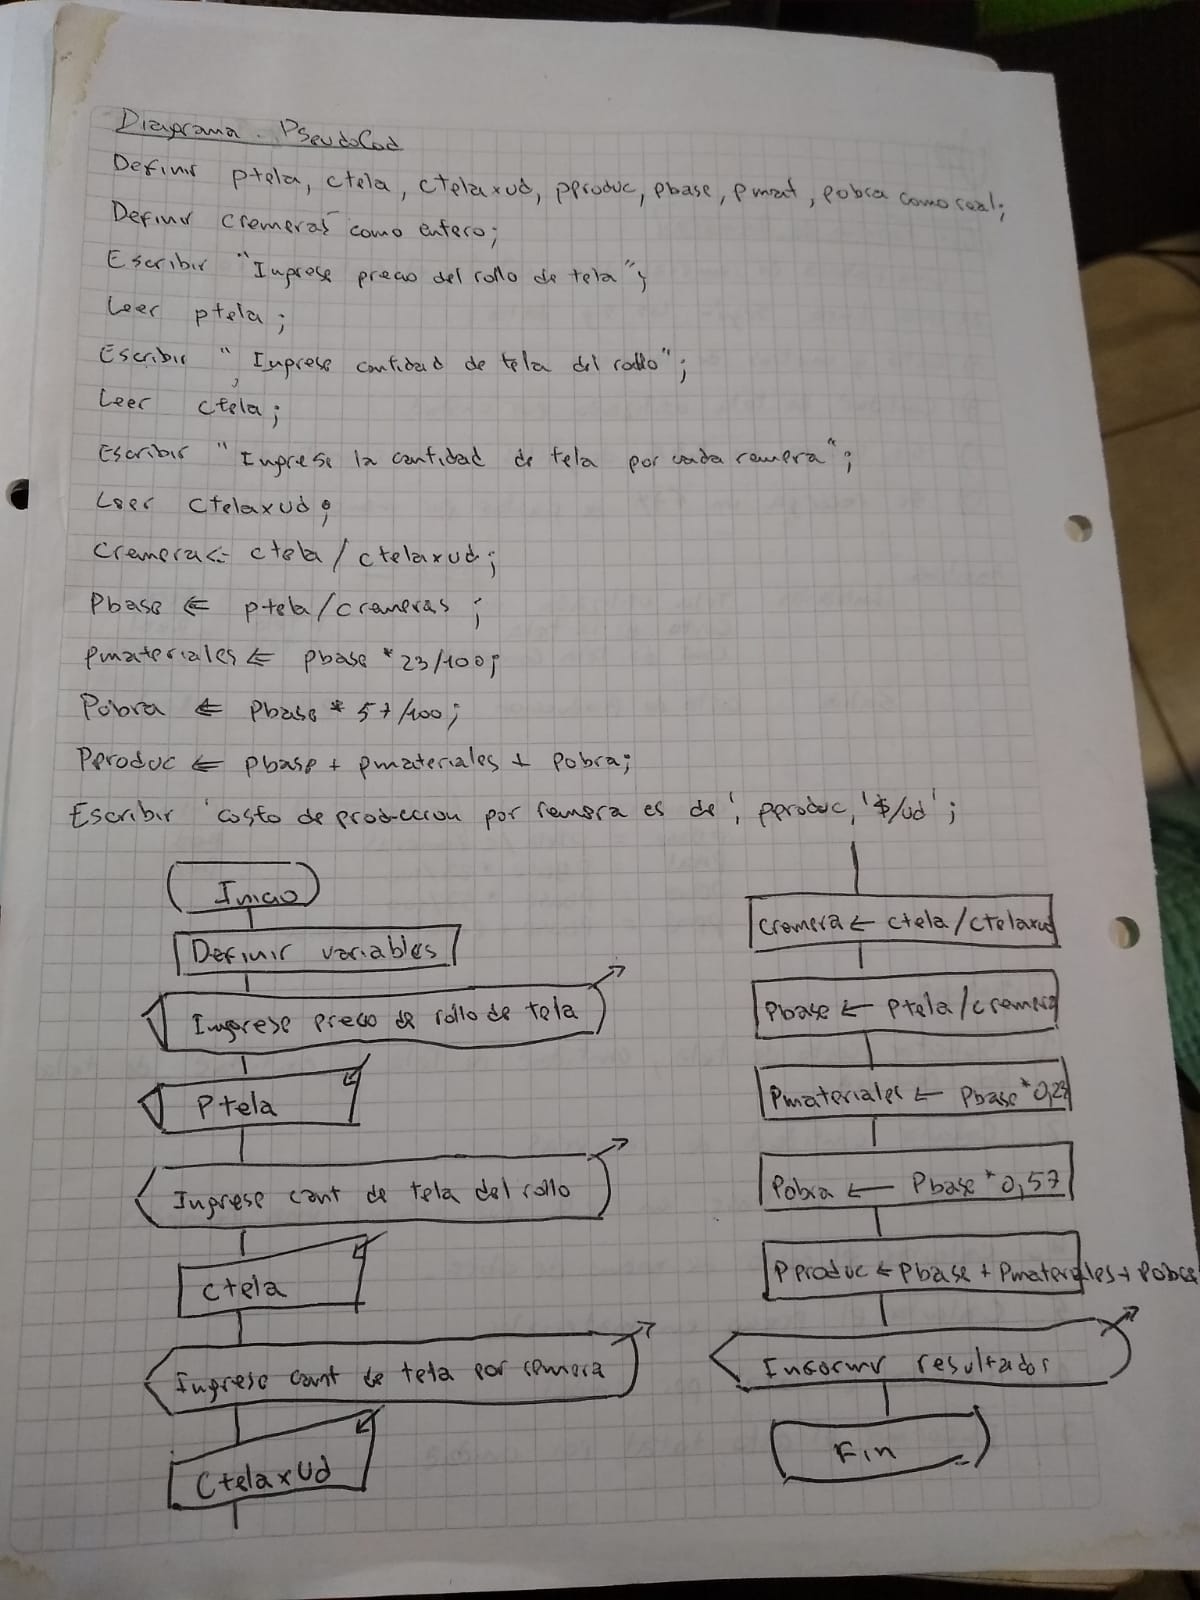 Diagrama. PseudoCod
Definir ptela, ctela, ctelaxud, pproduc, pbase, pmat, pobra como real;
Definir cremeras como entero;
Escribir "Ingrese precio del rollo de tela";
Leer ptela;
Escribir "Ingrese cantidad de tela del rollo";
Leer ctela;
Escribir "Ingrese la cantidad de tela por cada remera";
Leer ctelaxud;
cremera <- ctela / ctelaxud;
Pbase ⇐ ptela/cremeras ;
pmateriales ⇐ pbase * 23/100;
Pobra ⇐ Pbase * 57/100;
Pproduc ⇐ pbase + pmateriales + pobra;
Escribir 'costo de produccion por remera es de', pproduc, '$/ud';
Inicio
Definir variables
Ingrese precio de rollo de tela
Ptela
Ingrese cant de tela del rollo
ctela
Ingrese cant de tela por remera
CtelaxUd
cremera ← ctela/ctelaxud
Pbase ← Ptela/cremera
Pmateriales ← Pbase * 0,23
Pobra ← Pbase * 0,57
Pproduc ← Pbase + Pmateriales + Pobra
Informar resultados
Fin